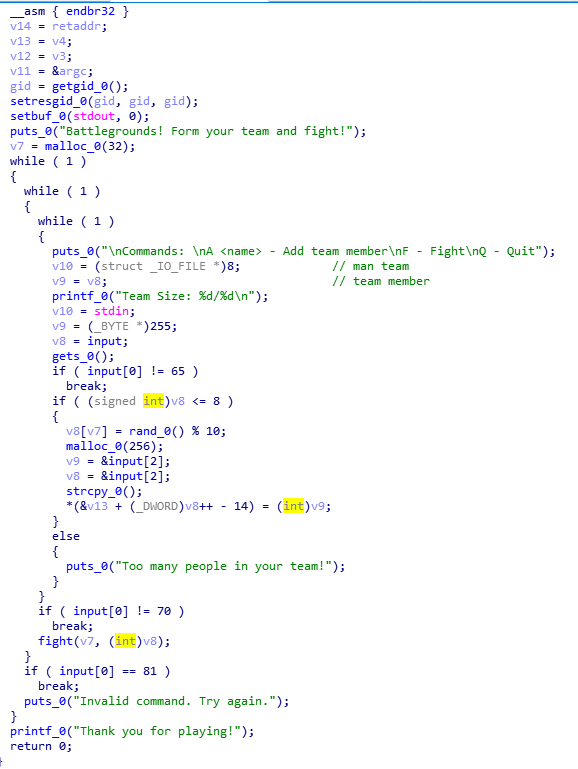 __asm { endbr32 }
v14 = retaddr;
v13 = v4;
v12 = v3;
v11 = &argc;
gid = getgid_0();
setresgid_0(gid, gid, gid);
setbuf_0(stdout, 0);
puts_0("Battlegrounds! Form your team and fight!");
v7 = malloc_0(32);
while ( 1 )
{
while ( 1 )
{
while ( 1 )
{
puts_0("\nCommands: \nA <name> - Add team member\nF - Fight\nQ - Quit");
v10 = (struct _IO_FILE *)8; // man team
v9 = v8; // team member
printf_0("Team Size: %d/%d\n");
v10 = stdin;
v9 = (_BYTE *)255;
v8 = input;
gets_0();
if ( input[0] != 65 )
break;
if ( (signed int)v8 <= 8 )
{
v8[v7] = rand_0() % 10;
malloc_0(256);
v9 = &input[2];
v8 = &input[2];
strcpy_0();
*(&v13 + (_DWORD)v8++ - 14) = (int)v9;
}
else
{
puts_0("Too many people in your team!");
}
}
if ( input[0] != 70 )
break;
fight(v7, (int)v8);
}
if ( input[0] == 81 )
break;
puts_0("Invalid command. Try again.");
}
printf_0("Thank you for playing!");
return 0;
}